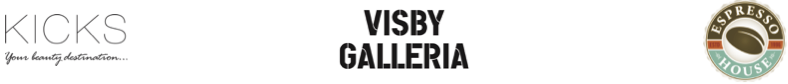 KICKS
Your beauty destination...
VISBY
GALLERIA
ESPRESSO
HOUSE